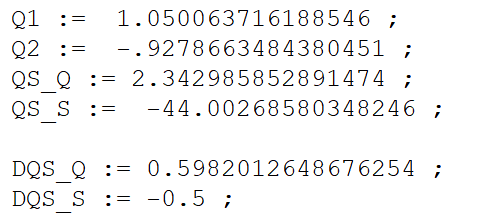 Q1 :=  1.050063716188546 ;
Q2 :=  -.9278663484380451 ;
QS_Q := 2.342985852891474 ;
QS_S :=  -44.00268580348246 ;

DQS_Q := 0.5982012648676254 ;
DQS_S := -0.5 ;